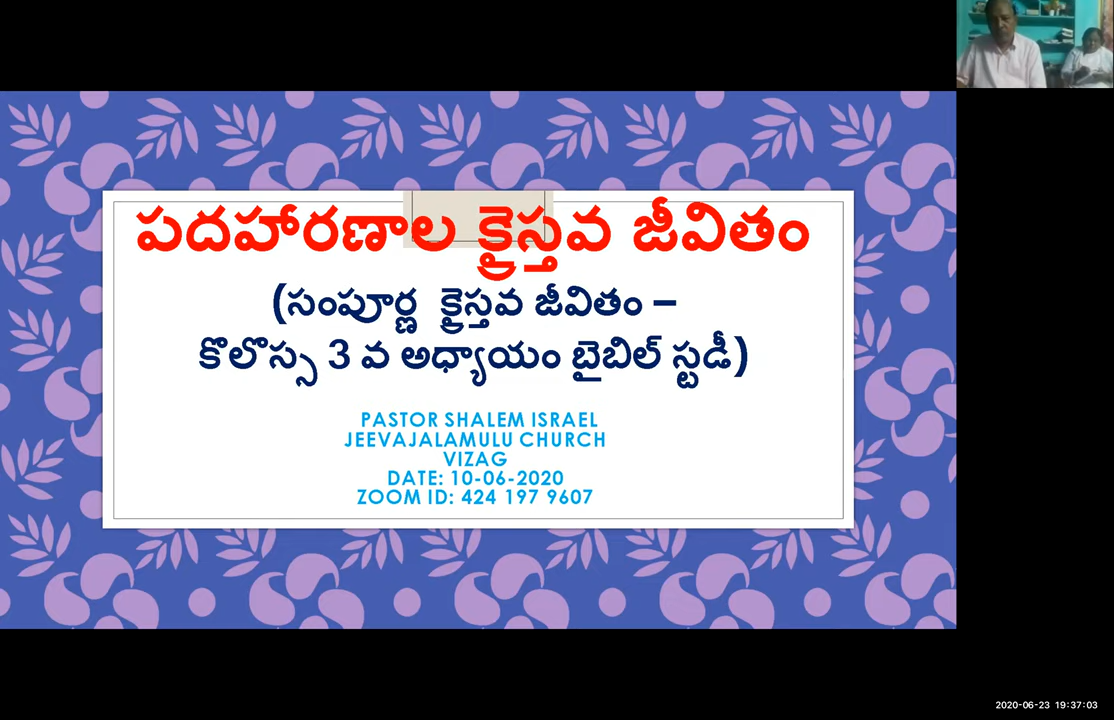 పదహారణాల క్రైస్తవ జీవితం
(సంపూర్ణ క్రైస్తవ జీవితం –
కొలొస్స 3 వ అధ్యాయం బైబిల్ స్టడీ)
PASTOR SHALEM ISRAEL
JEEVAJALAMULU CHURCH
VIZAG
DATE: 10-06-2020
ZOOM ID: 424 197 9607
2020-06-23 19:37:03